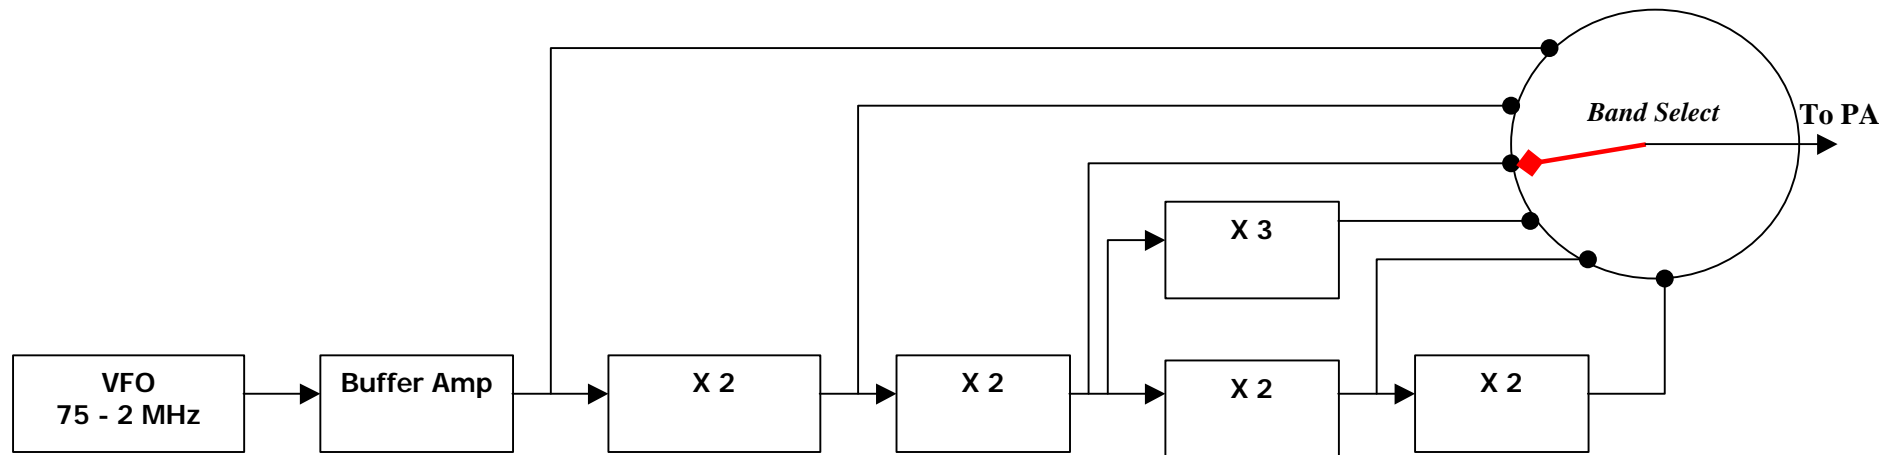 Band Select
To PA
X 3
VFO
75 - 2 MHz
Buffer Amp
X 2
X 2
X 2
X 2